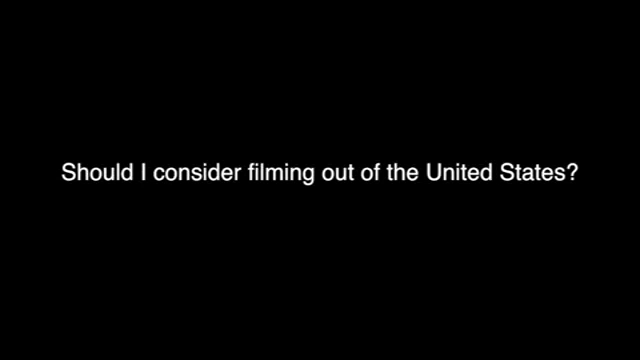 Should I consider filming out of the United States?